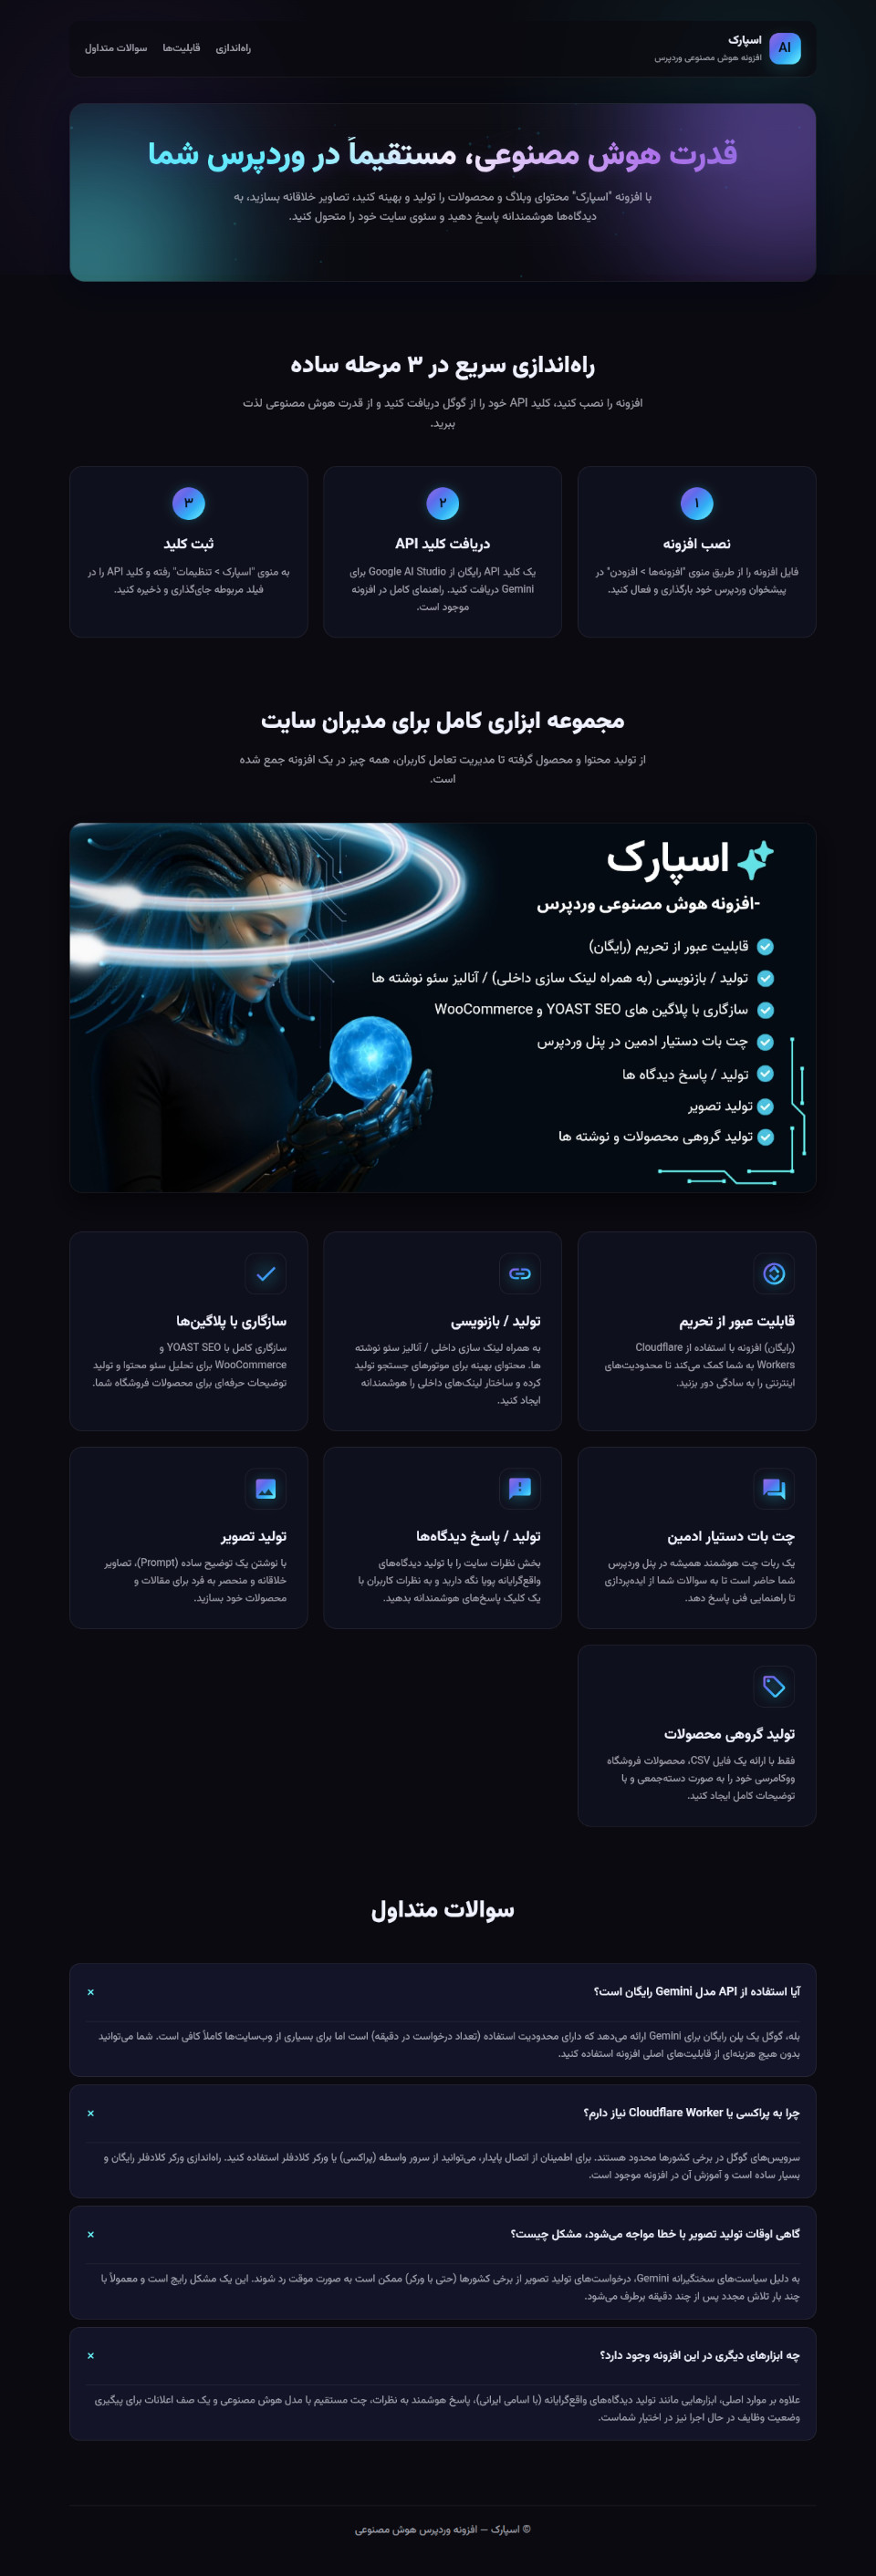 AI
اسپارک
افزونه هوش مصنوعی وردپرس
راه‌اندازی
قابلیت‌ها
سوالات متداول
قدرت هوش مصنوعی، مستقیماً در وردپرس شما
با افزونه "اسپارک" محتوای وبلاگ و محصولات را تولید و بهینه کنید، تصاویر خلاقانه بسازید، به
دیدگاه‌ها هوشمندانه پاسخ دهید و سئوی سایت خود را متحول کنید.
راه‌اندازی سریع در ۳ مرحله ساده
افزونه را نصب کنید، کلید API خود را از گوگل دریافت کنید و از قدرت هوش مصنوعی لذت
ببرید.
۱
نصب افزونه
فایل افزونه را از طریق منوی "افزونه‌ها > افزودن" در
پیشخوان وردپرس خود بارگذاری و فعال کنید.
۲
دریافت کلید API
یک کلید API رایگان از Google AI Studio برای
Gemini دریافت کنید. راهنمای کامل در افزونه
موجود است.
۳
ثبت کلید
به منوی "اسپارک > تنظیمات" رفته و کلید API را در
فیلد مربوطه جای‌گذاری و ذخیره کنید.
مجموعه ابزاری کامل برای مدیران سایت
از تولید محتوا و محصول گرفته تا مدیریت تعامل کاربران، همه چیز در یک افزونه جمع شده
است.
اسپارک
-افزونه هوش مصنوعی وردپرس
قابلیت عبور از تحریم (رایگان)
تولید / بازنویسی (به همراه لینک سازی داخلی) / آنالیز سئو نوشته ها
سازگاری با پلاگین های YOAST SEO و WooCommerce
چت بات دستیار ادمین در پنل وردپرس
تولید / پاسخ دیدگاه ها
تولید تصویر
تولید گروهی محصولات و نوشته ها
قابلیت عبور از تحریم
(رایگان) افزونه با استفاده از Cloudflare
Workers به شما کمک می‌کند تا محدودیت‌های
اینترنتی را به سادگی دور بزنید.
تولید / بازنویسی
به همراه لینک سازی داخلی / آنالیز سئو نوشته
ها. محتوای بهینه برای موتورهای جستجو تولید
کرده و ساختار لینک‌های داخلی را هوشمندانه
ایجاد کنید.
سازگاری با پلاگین‌ها
سازگاری کامل با YOAST SEO و
WooCommerce برای تحلیل سئو محتوا و تولید
توضیحات حرفه‌ای برای محصولات فروشگاه شما.
چت بات دستیار ادمین
یک ربات چت هوشمند همیشه در پنل وردپرس
شما حاضر است تا به سوالات شما از ایده‌پردازی
تا راهنمایی فنی پاسخ دهد.
تولید / پاسخ دیدگاه‌ها
بخش نظرات سایت را با تولید دیدگاه‌های
واقع‌گرایانه پویا نگه دارید و به نظرات کاربران با
یک کلیک پاسخ‌های هوشمندانه بدهید.
تولید تصویر
با نوشتن یک توضیح ساده (Prompt)، تصاویر
خلاقانه و منحصر به فرد برای مقالات و
محصولات خود بسازید.
تولید گروهی محصولات
فقط با ارائه یک فایل CSV، محصولات فروشگاه
ووکامرسی خود را به صورت دسته‌جمعی و با
توضیحات کامل ایجاد کنید.
سوالات متداول
آیا استفاده از API مدل Gemini رایگان است؟
بله، گوگل یک پلن رایگان برای Gemini ارائه می‌دهد که دارای محدودیت استفاده (تعداد درخواست در دقیقه) است اما برای بسیاری از وب‌سایت‌ها کاملاً کافی است. شما می‌توانید
بدون هیچ هزینه‌ای از قابلیت‌های اصلی افزونه استفاده کنید.
چرا به پراکسی یا Cloudflare Worker نیاز دارم؟
سرویس‌های گوگل در برخی کشورها محدود هستند. برای اطمینان از اتصال پایدار، می‌توانید از سرور واسطه (پراکسی) یا ورکر کلادفلر استفاده کنید. راه‌اندازی ورکر کلادفلر رایگان و
بسیار ساده است و آموزش آن در افزونه موجود است.
گاهی اوقات تولید تصویر با خطا مواجه می‌شود، مشکل چیست؟
به دلیل سیاست‌های سختگیرانه Gemini، درخواست‌های تولید تصویر از برخی کشورها (حتی با ورکر) ممکن است به صورت موقت رد شوند. این یک مشکل رایج است و معمولاً با
چند بار تلاش مجدد پس از چند دقیقه برطرف می‌شود.
چه ابزارهای دیگری در این افزونه وجود دارد؟
علاوه بر موارد اصلی، ابزارهایی مانند تولید دیدگاه‌های واقع‌گرایانه (با اسامی ایرانی)، پاسخ هوشمند به نظرات، چت مستقیم با مدل هوش مصنوعی و یک صف اعلانات برای پیگیری
وضعیت وظایف در حال اجرا نیز در اختیار شماست.
© اسپارک — افزونه وردپرس هوش مصنوعی